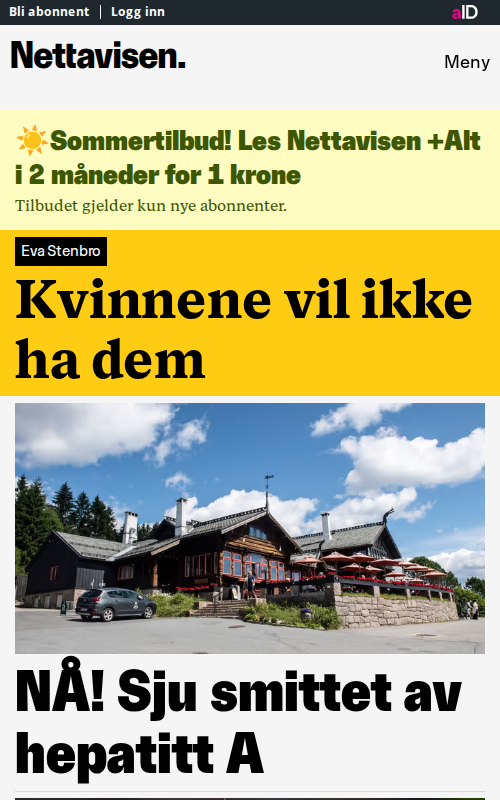 Bli abonnent | Logg inn
aID
Nettavisen.
Meny
☀️Sommertilbud! Les Nettavisen +Alt
i 2 måneder for 1 krone
Tilbudet gjelder kun nye abonnenter.
Eva Stenbro
Kvinnene vil ikke
ha dem
NÅ! Sju smittet av
hepatitt A